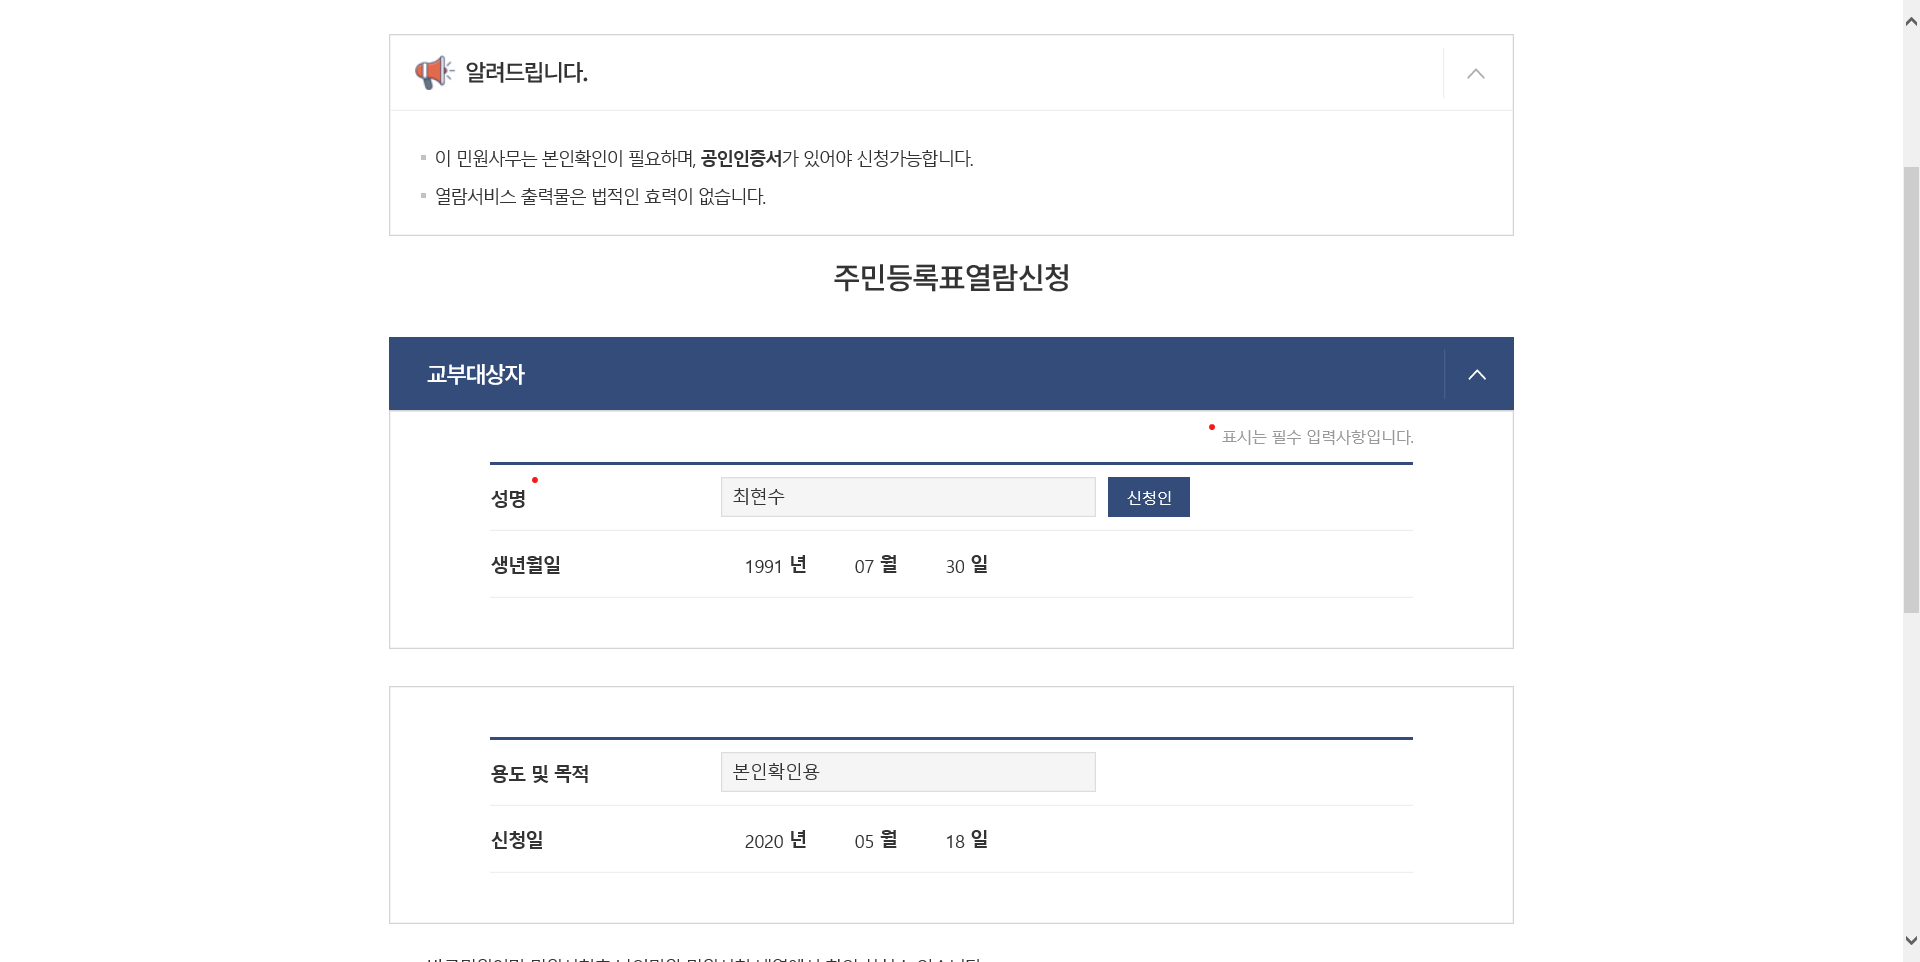 알려드립니다.
이 민원사무는 본인확인이 필요하며, 공인인증서가 있어야 신청가능합니다.
열람서비스 출력물은 법적인 효력이 없습니다.
주민등록표열람신청
교부대상자
표시는 필수 입력사항입니다.
성명 최현수 신청인
생년월일 1991 년 07 월 30 일
용도 및 목적 본인확인용
신청일 2020 년 05 월 18 일